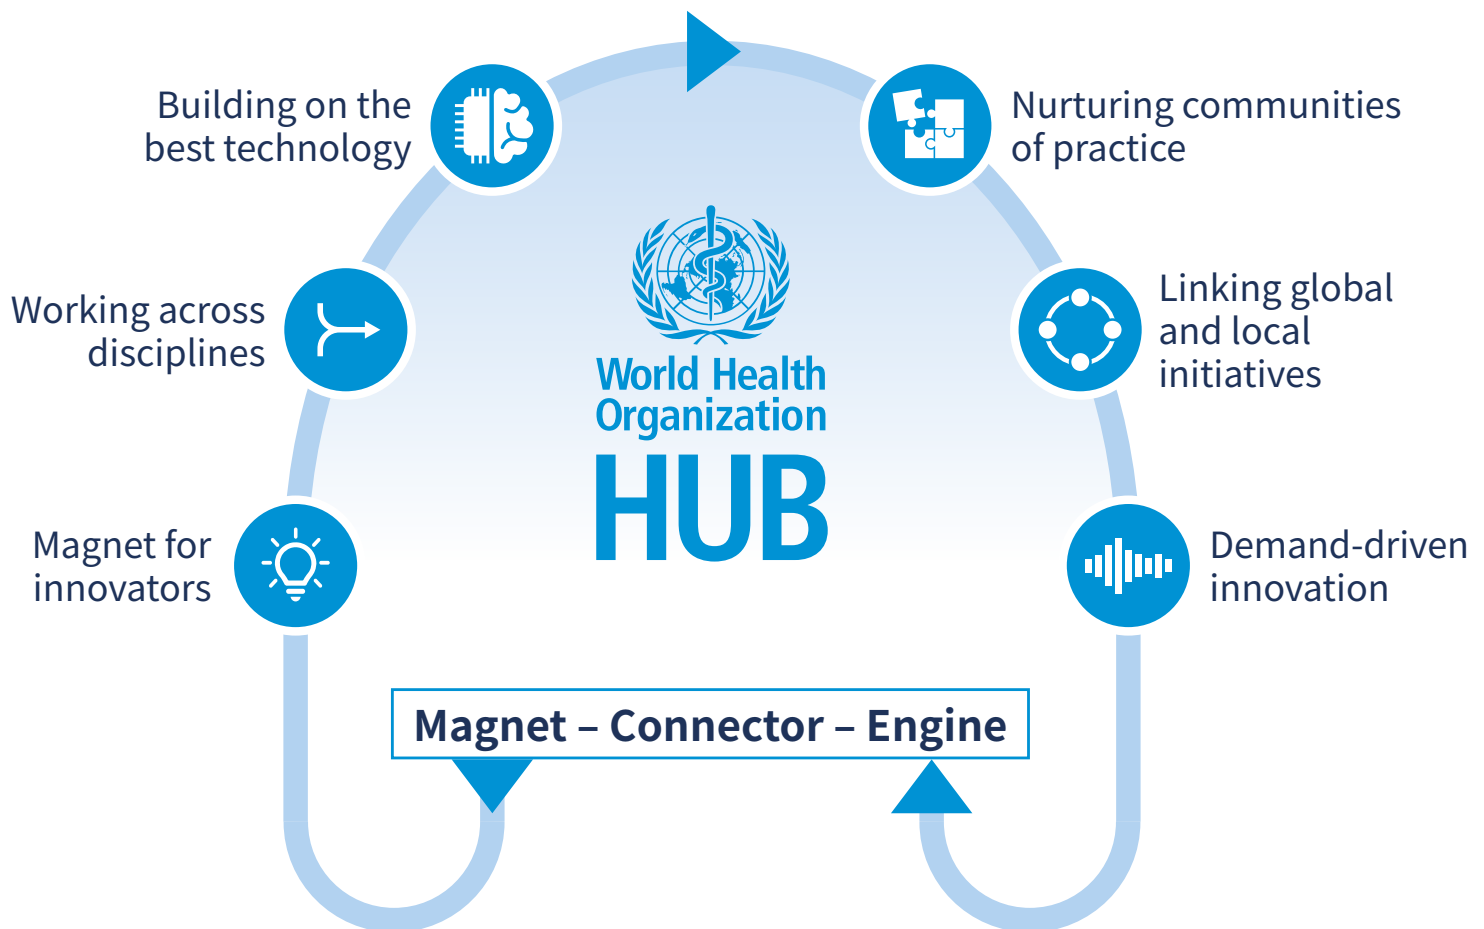 Building on the
best technology
Working across
disciplines
Magnet for
innovators
Nurturing communities
of practice
Linking global
and local
initiatives
Demand-driven
innovation
World Health
Organization
HUB
Magnet – Connector – Engine